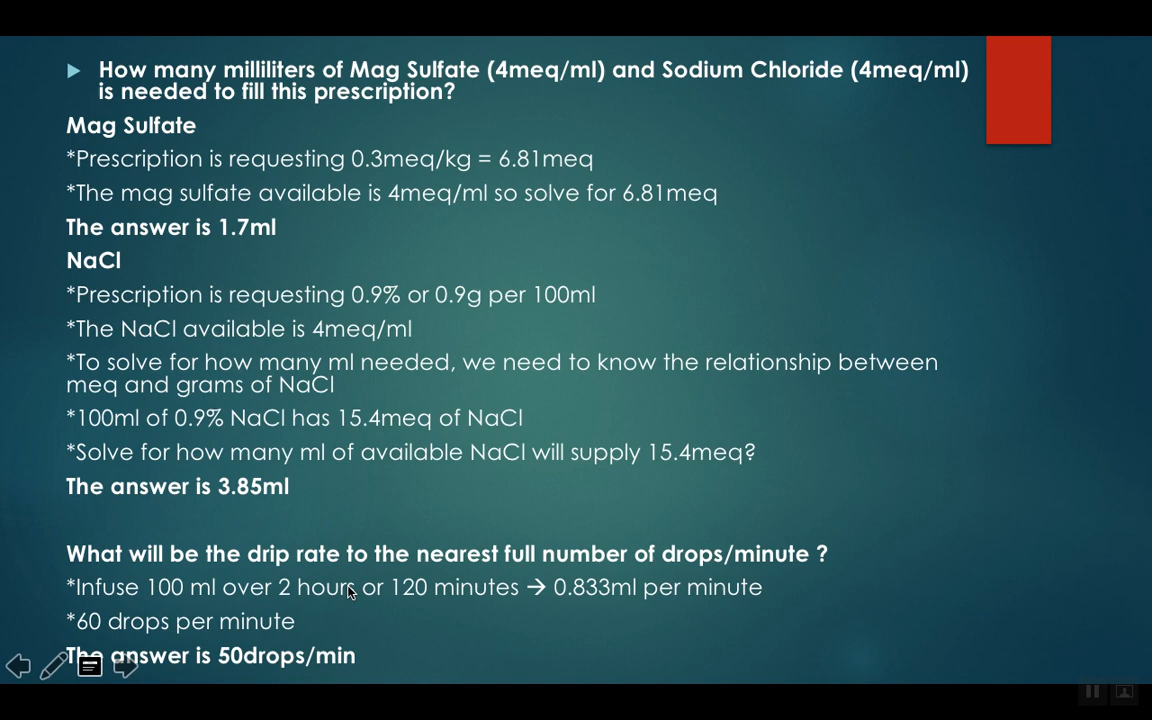 How many milliliters of Mag Sulfate (4meq/ml) and Sodium Chloride (4meq/ml)
is needed to fill this prescription?
Mag Sulfate
*Prescription is requesting 0.3meq/kg = 6.81meq
*The mag sulfate available is 4meq/ml so solve for 6.81meq
The answer is 1.7ml
NaCl
*Prescription is requesting 0.9% or 0.9g per 100ml
*The NaCl available is 4meq/ml
*To solve for how many ml needed, we need to know the relationship between
meq and grams of NaCl
*100ml of 0.9% NaCl has 15.4meq of NaCl
*Solve for how many ml of available NaCl will supply 15.4meq?
The answer is 3.85ml
What will be the drip rate to the nearest full number of drops/minute ?
*Infuse 100 ml over 2 hours or 120 minutes → 0.833ml per minute
*60 drops per minute
The answer is 50drops/min